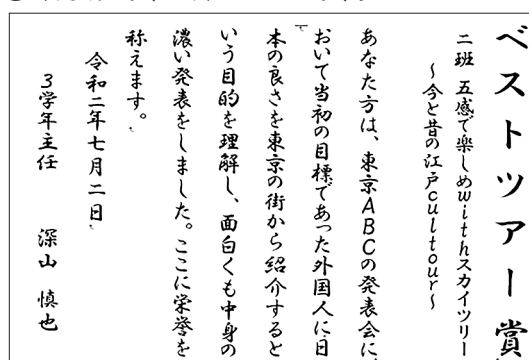 ベストツアー賞
二班 五感で楽しめwithスカイツリー
～今と昔の江戸cultour～
あなた方は、東京ABCの発表会に、
おいて当初の目標であった外国人に日
本の良さを東京の街から紹介すると
いう目的を理解し、面白くも中身の
濃い発表をしました。ここに栄誉を
称えます。
令和二年七月二日
3学年主任 深山 慎也